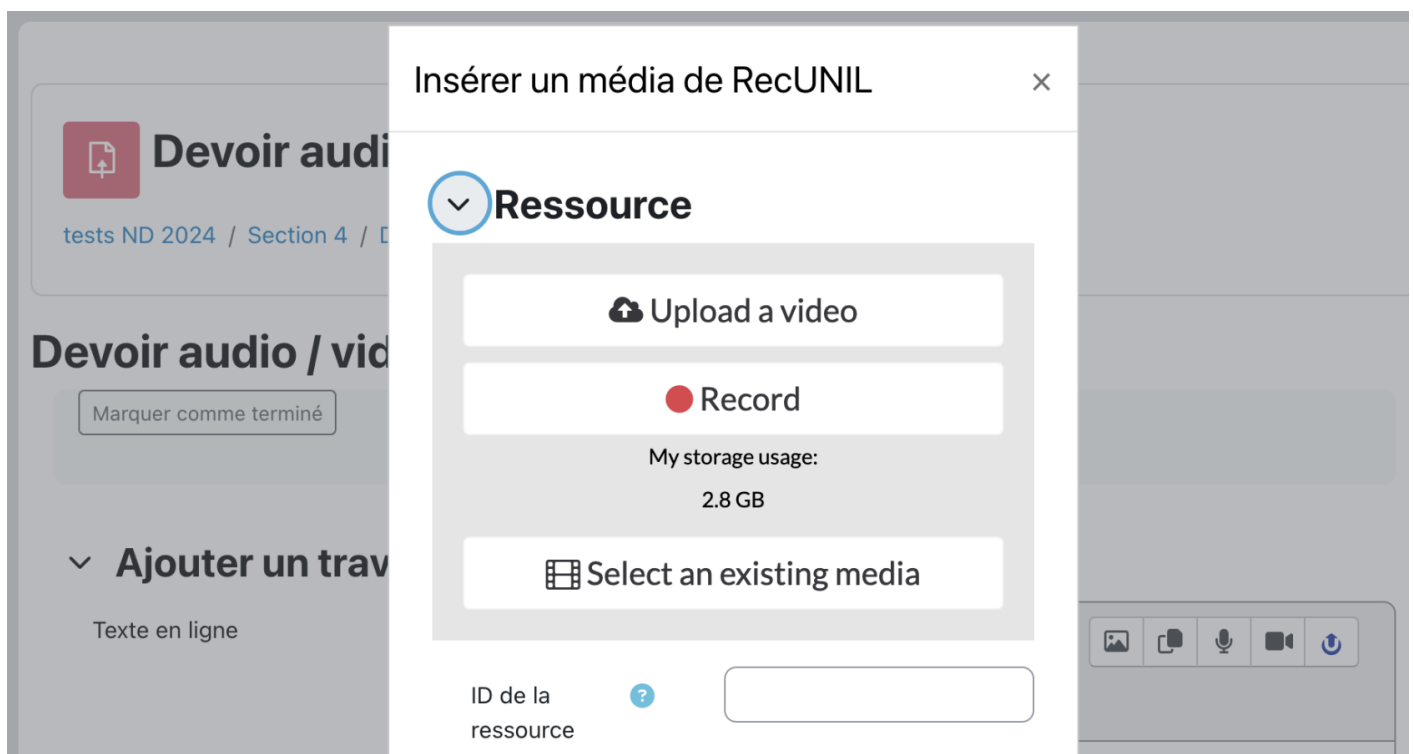 Insérer un média de RecUNIL
×
Devoir audi
tests ND 2024 / Section 4 /
Ressource
Upload a video
Record
My storage usage:
2.8 GB
Select an existing media
Devoir audio / vid
Marquer comme terminé
Ajouter un trav
Texte en ligne
ID de la
ressource
?